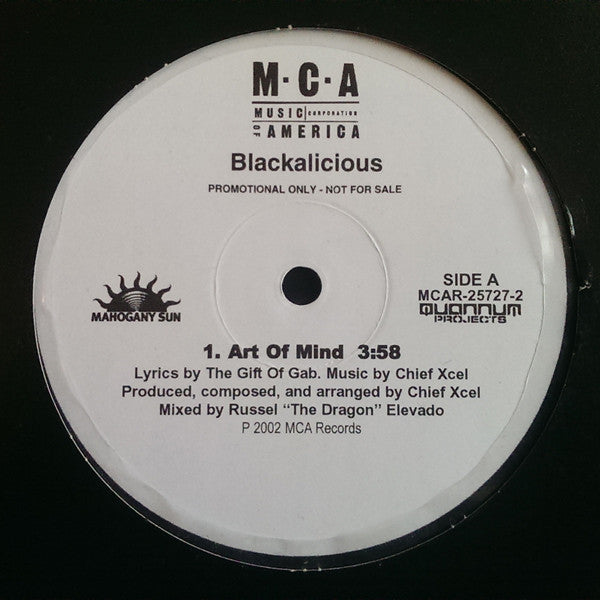 M·C·A
MUSIC CORPORATION
OF AMERICA
Blackalicious
PROMOTIONAL ONLY - NOT FOR SALE
MAHOGANY SUN
SIDE A
MCAR-25727-2
QUANNUM
PROJECTS
1. Art Of Mind 3:58
Lyrics by The Gift Of Gab. Music by Chief Xcel
Produced, composed, and arranged by Chief Xcel
Mixed by Russel “The Dragon” Elevado
P 2002 MCA Records